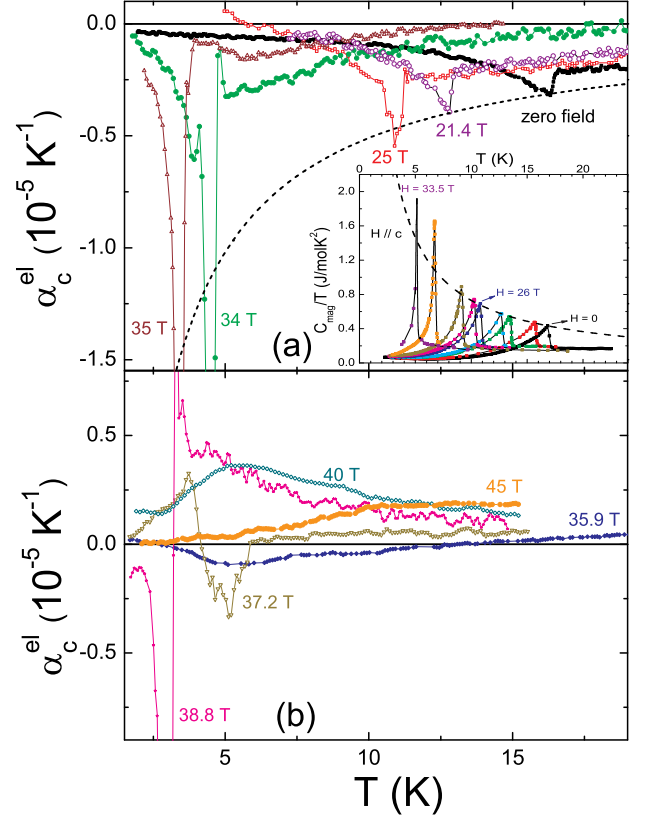 0.0
-0.5
-1.0
-1.5
α_c^el (10^-5 K^-1)
zero field
21.4 T
25 T
34 T
35 T
(a)
T (K)
0 5 10 15 20
2.0
1.6
1.2
0.8
0.4
0.0
C_mag/T (J/molK^2)
H = 33.5 T
H // c
H = 26 T
H = 0
0.5
0.0
-0.5
α_c^el (10^-5 K^-1)
40 T
45 T
35.9 T
37.2 T
38.8 T
(b)
5 10 15
T (K)